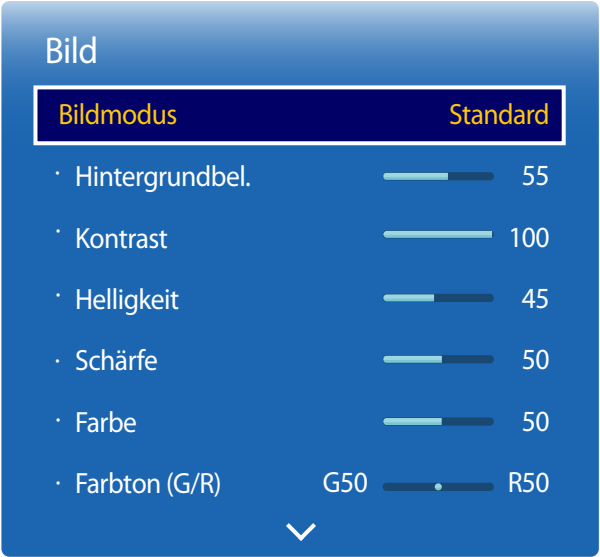 Bild
Bildmodus Standard
· Hintergrundbel. 55
· Kontrast 100
· Helligkeit 45
· Schärfe 50
· Farbe 50
· Farbton (G/R) G50 R50